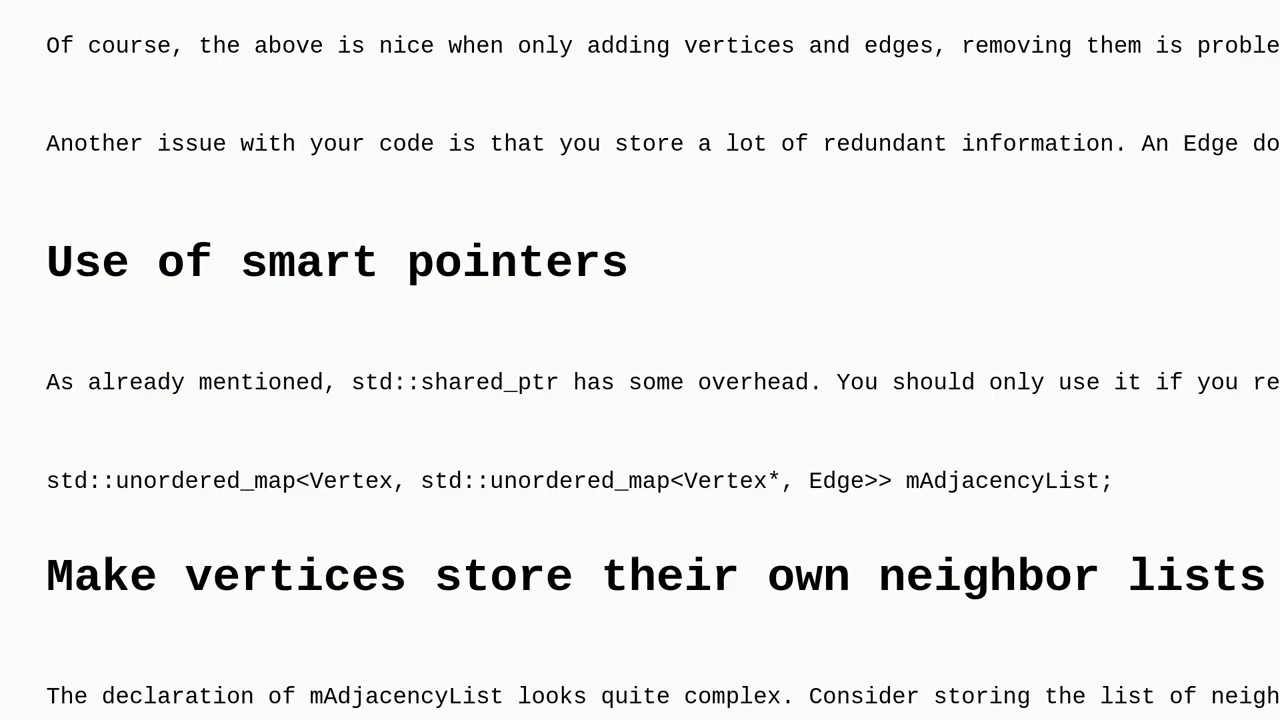 Of course, the above is nice when only adding vertices and edges, removing them is
Another issue with your code is that you store a lot of redundant information. An Edge
Use of smart pointers
As already mentioned, std::shared_ptr has some overhead. You should only use it if you
std::unordered_map<Vertex, std::unordered_map<Vertex*, Edge>> mAdjacencyList;
Make vertices store their own neighbor lists
The declaration of mAdjacencyList looks quite complex. Consider storing the list of